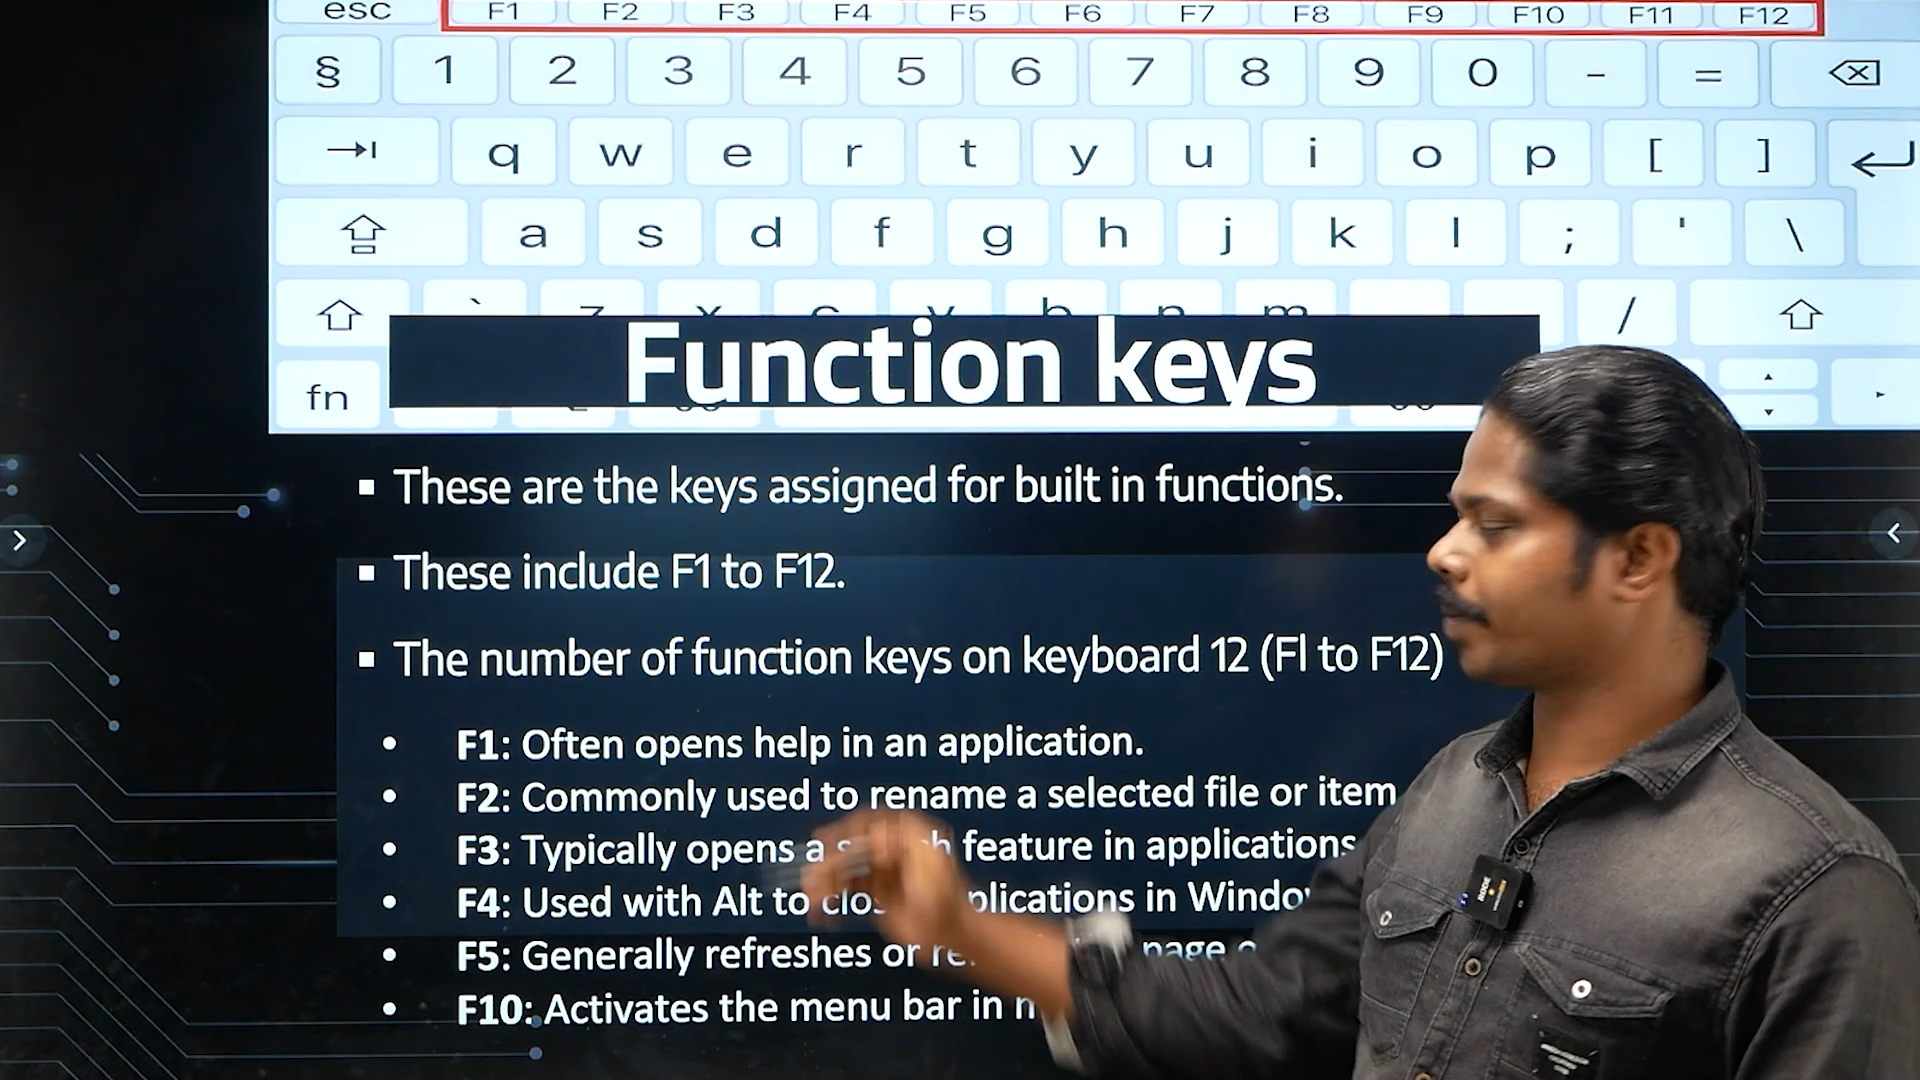 esc F1 F2 F3 F4 F5 F6 F7 F8 F9 F10 F11 F12
§ 1 2 3 4 5 6 7 8 9 0 - =
q w e r t y u i o p [ ]
a s d f g h j k l ; ' \
` z x c v b n m /
Function keys
fn
▪ These are the keys assigned for built in functions.
▪ These include F1 to F12.
▪ The number of function keys on keyboard 12 (Fl to F12)
• F1: Often opens help in an application.
• F2: Commonly used to rename a selected file or item
• F3: Typically opens a feature in applications
• F4: Used with Alt to in
• F5: Generally refreshes or page
• F10: Activates the menu bar in
RODE